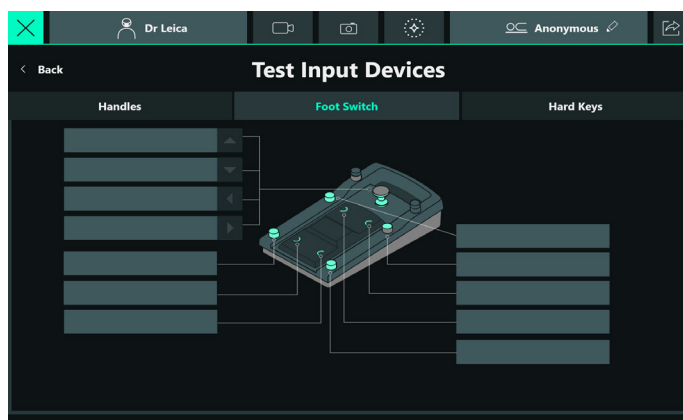 Dr Leica
Anonymous
Back
Test Input Devices
Handles
Foot Switch
Hard Keys